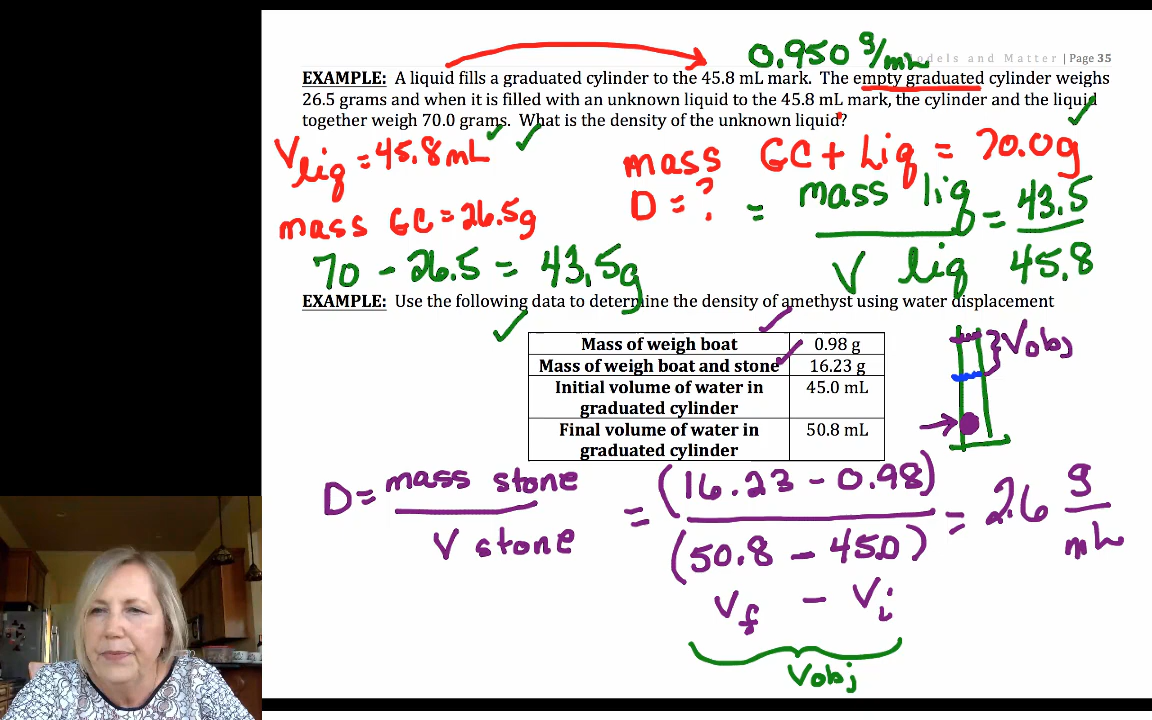 0.950 g/mL
Models and Matter | Page 35
EXAMPLE: A liquid fills a graduated cylinder to the 45.8 mL mark. The empty graduated cylinder weighs
26.5 grams and when it is filled with an unknown liquid to the 45.8 mL mark, the cylinder and the liquid
together weigh 70.0 grams. What is the density of the unknown liquid?
Vliq = 45.8 mL
mass GC + Liq = 70.0g
D = ? = mass liq / V liq = 43.5 / 45.8
mass GC = 26.5g
70 - 26.5 = 43.5g
EXAMPLE: Use the following data to determine the density of amethyst using water displacement
Mass of weigh boat 0.98 g
Mass of weigh boat and stone 16.23 g
Initial volume of water in 45.0 mL
graduated cylinder
Final volume of water in 50.8 mL
graduated cylinder
Vobj
D = mass stone / V stone = (16.23 - 0.98) / (50.8 - 45.0) = 2.6 g/mL
Vf - Vi
Vobj